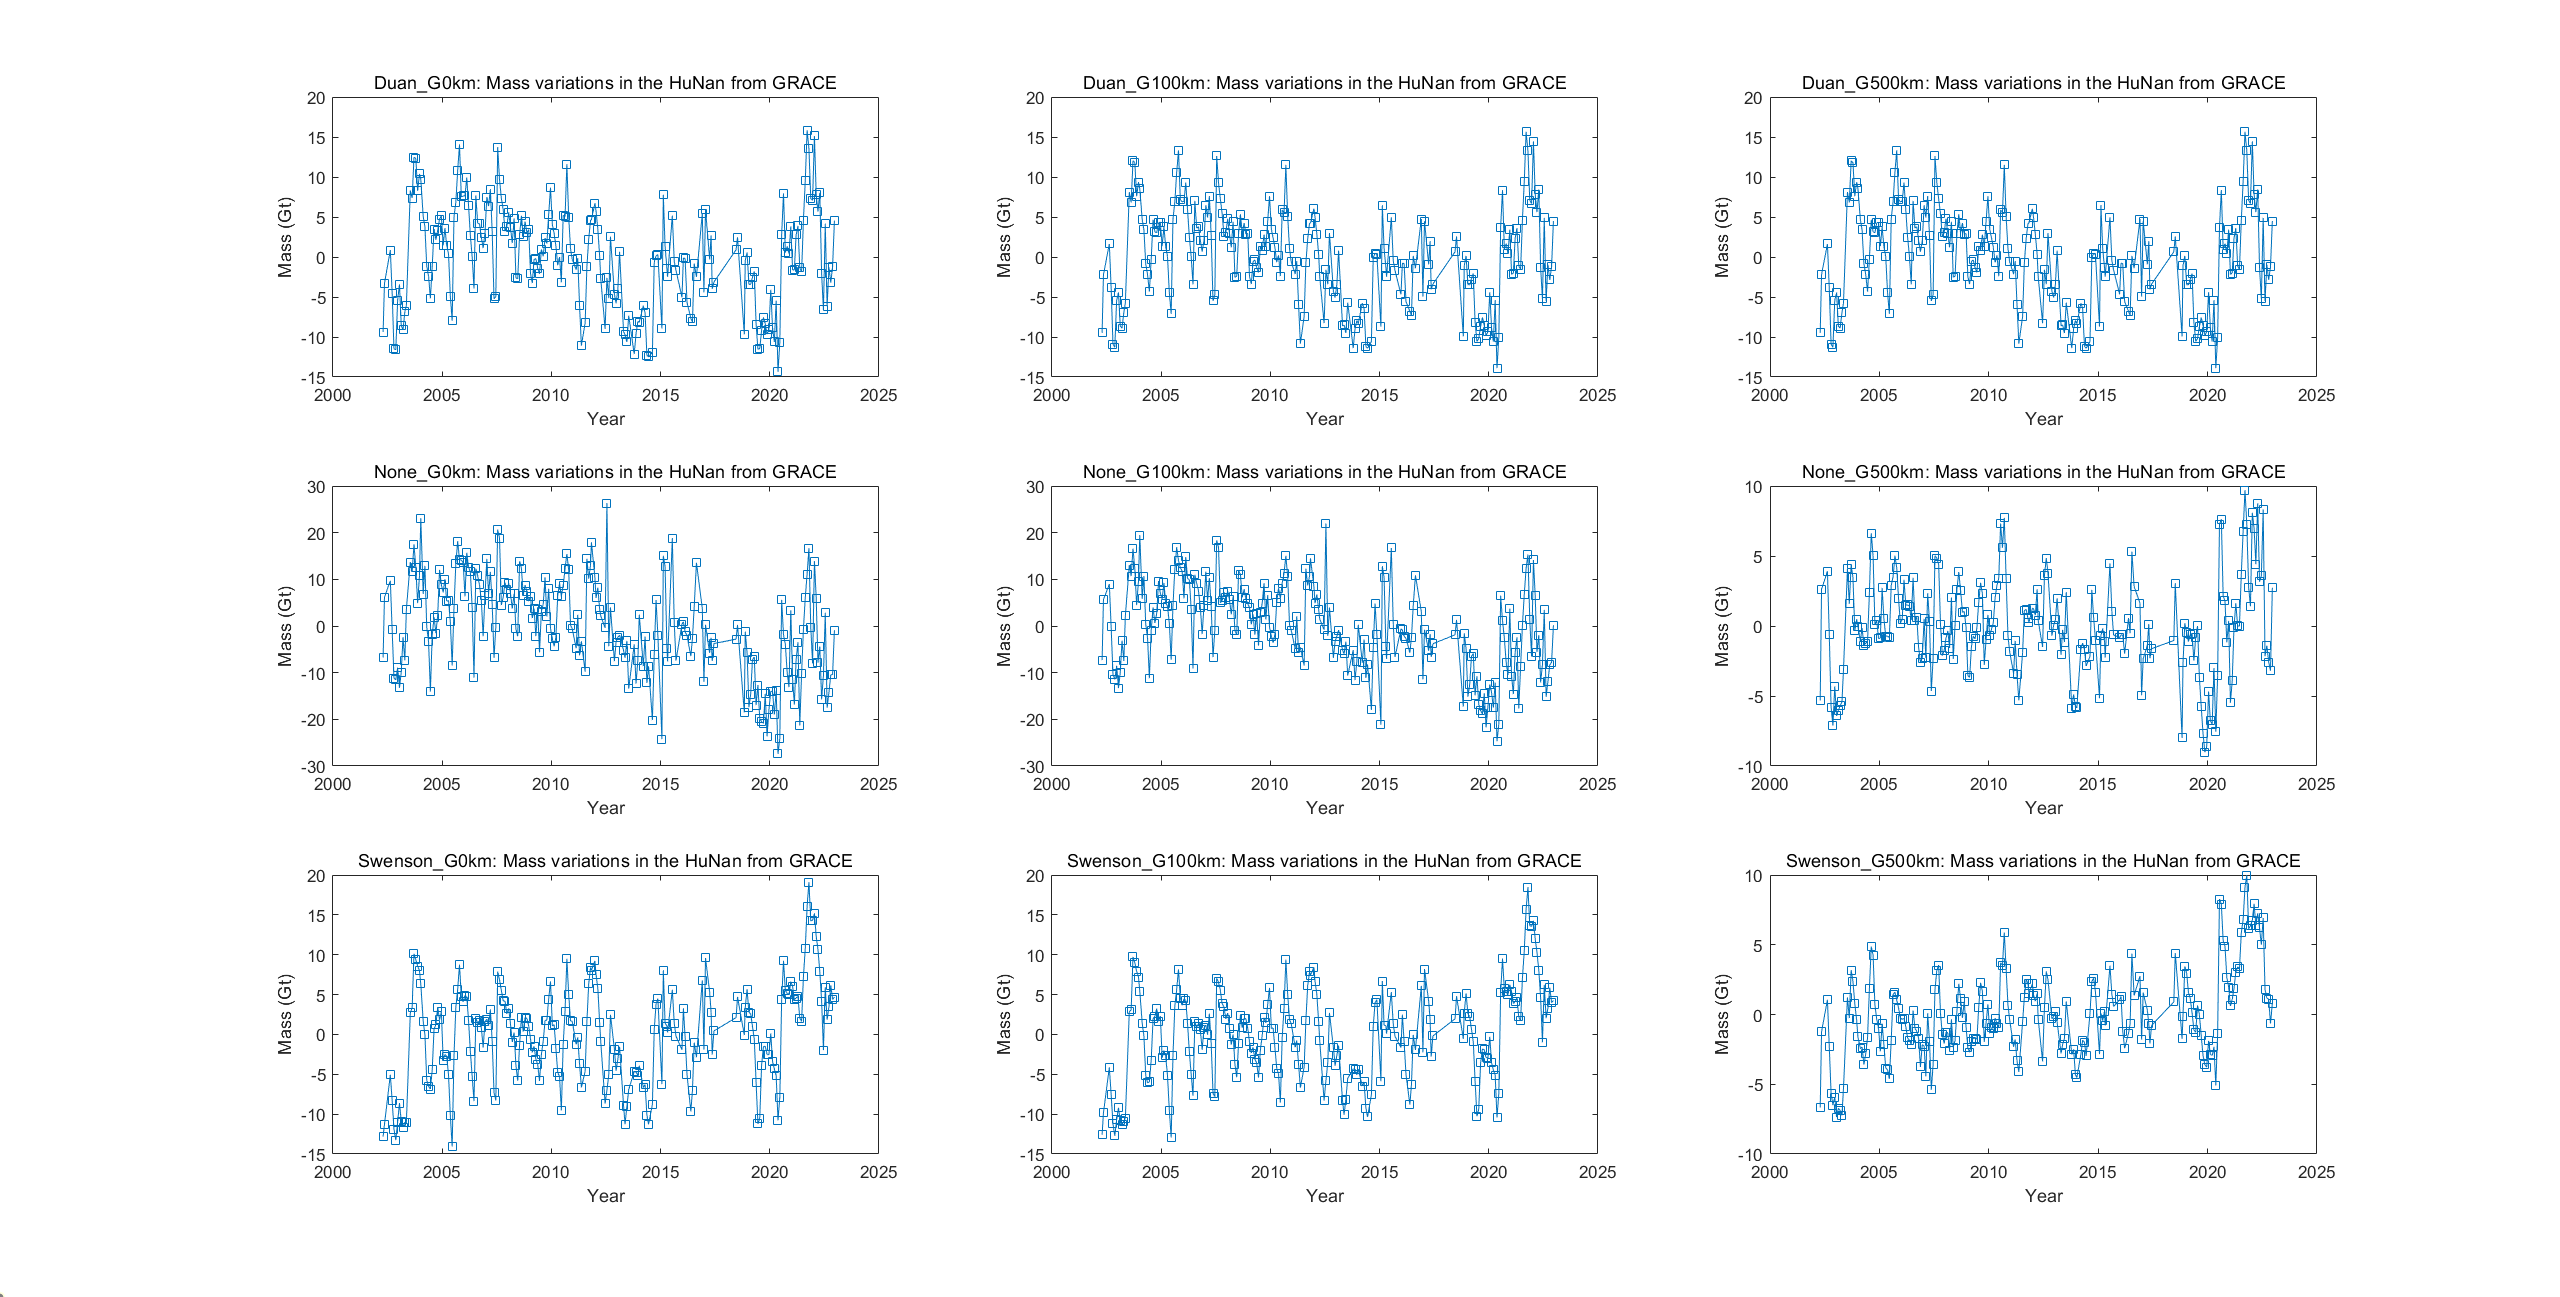 Duan_G0km: Mass variations in the HuNan from GRACE
20
15
10
5
0
-5
-10
-15
Mass (Gt)
2000 2005 2010 2015 2020 2025
Year
Duan_G100km: Mass variations in the HuNan from GRACE
20
15
10
5
0
-5
-10
-15
Mass (Gt)
2000 2005 2010 2015 2020 2025
Year
Duan_G500km: Mass variations in the HuNan from GRACE
20
15
10
5
0
-5
-10
-15
Mass (Gt)
2000 2005 2010 2015 2020 2025
Year
None_G0km: Mass variations in the HuNan from GRACE
30
20
10
0
-10
-20
-30
Mass (Gt)
2000 2005 2010 2015 2020 2025
Year
None_G100km: Mass variations in the HuNan from GRACE
30
20
10
0
-10
-20
-30
Mass (Gt)
2000 2005 2010 2015 2020 2025
Year
None_G500km: Mass variations in the HuNan from GRACE
10
5
0
-5
-10
Mass (Gt)
2000 2005 2010 2015 2020 2025
Year
Swenson_G0km: Mass variations in the HuNan from GRACE
20
15
10
5
0
-5
-10
-15
Mass (Gt)
2000 2005 2010 2015 2020 2025
Year
Swenson_G100km: Mass variations in the HuNan from GRACE
20
15
10
5
0
-5
-10
-15
Mass (Gt)
2000 2005 2010 2015 2020 2025
Year
Swenson_G500km: Mass variations in the HuNan from GRACE
10
5
0
-5
-10
Mass (Gt)
2000 2005 2010 2015 2020 2025
Year